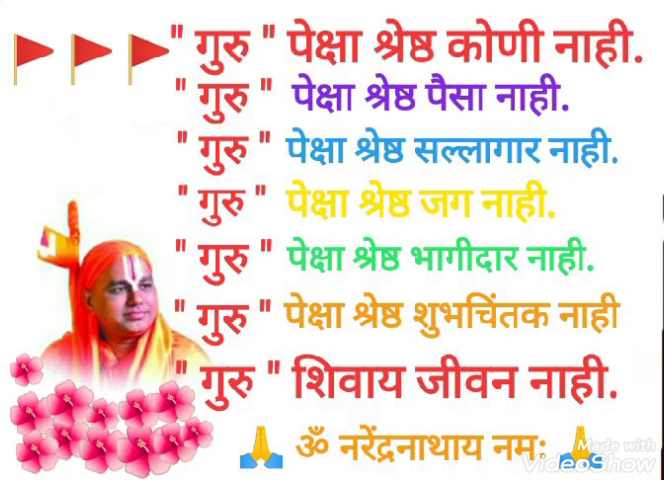 " गुरु " पेक्षा श्रेष्ठ कोणी नाही.
" गुरु " पेक्षा श्रेष्ठ पैसा नाही.
" गुरु " पेक्षा श्रेष्ठ सल्लागार नाही.
" गुरु " पेक्षा श्रेष्ठ जग नाही.
" गुरु " पेक्षा श्रेष्ठ भागीदार नाही.
" गुरु " पेक्षा श्रेष्ठ शुभचिंतक नाही
" गुरु " शिवाय जीवन नाही.
🙏 ॐ नरेंद्रनाथाय नमः 🙏
Made with
VideoShow